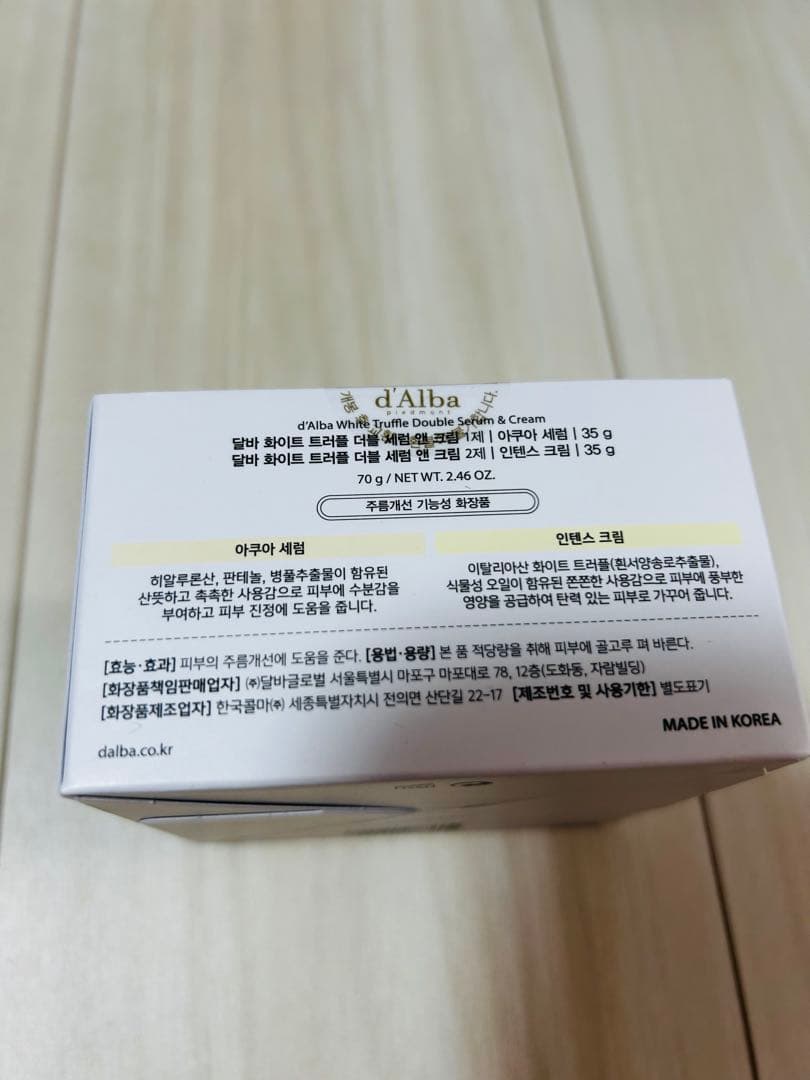 d'Alba
piedmont
d'Alba White Truffle Double Serum & Cream
달바 화이트 트러플 더블 세럼 앤 크림 1제 | 아쿠아 세럼 | 35 g
달바 화이트 트러플 더블 세럼 앤 크림 2제 | 인텐스 크림 | 35 g
70 g / NET WT. 2.46 OZ.
주름개선 기능성 화장품
아쿠아 세럼
히알루론산, 판테놀, 병풀추출물이 함유된
산뜻하고 촉촉한 사용감으로 피부에 수분감을
부여하고 피부 진정에 도움을 줍니다.
인텐스 크림
이탈리아산 화이트 트러플(흰서양송로추출물),
식물성 오일이 함유된 쫀쫀한 사용감으로 피부에 풍부한
영양을 공급하여 탄력 있는 피부로 가꾸어 줍니다.
[효능·효과] 피부의 주름개선에 도움을 준다. [용법·용량] 본 품 적당량을 취해 피부에 골고루 펴 바른다.
[화장품책임판매업자] ㈜달바글로벌 서울특별시 마포구 마포대로 78, 12층(도화동, 자람빌딩)
[화장품제조업자] 한국콜마㈜ 세종특별자치시 전의면 산단길 22-17 [제조번호 및 사용기한] 별도표기
MADE IN KOREA
dalba.co.kr